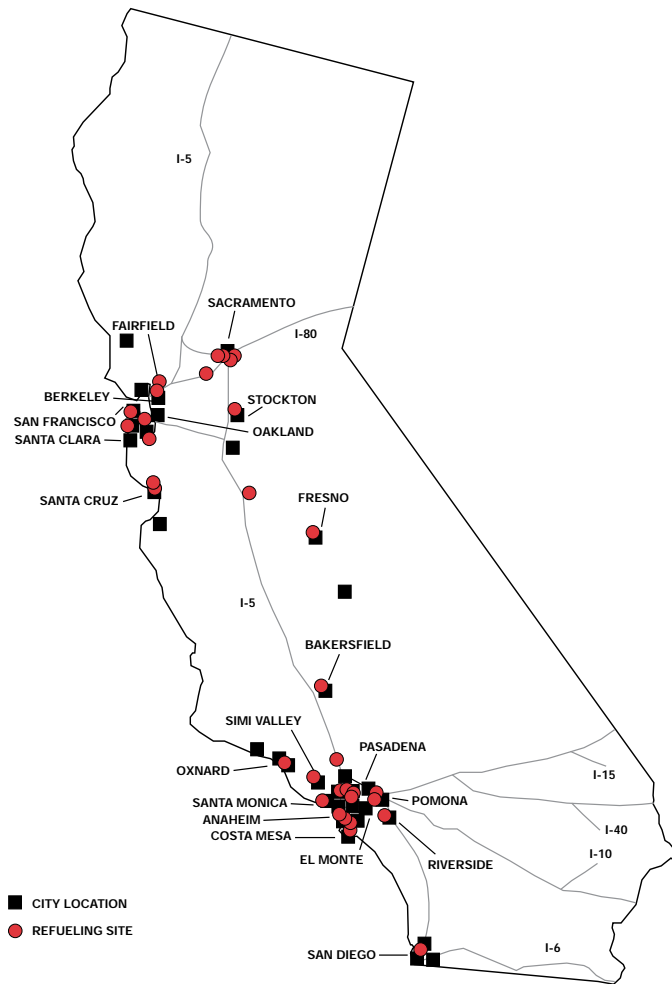 I-5
SACRAMENTO
I-80
FAIRFIELD
BERKELEY
STOCKTON
SAN FRANCISCO
OAKLAND
SANTA CLARA
SANTA CRUZ
FRESNO
I-5
BAKERSFIELD
SIMI VALLEY
PASADENA
OXNARD
I-15
SANTA MONICA
POMONA
ANAHEIM
I-40
COSTA MESA
EL MONTE
RIVERSIDE
I-10
CITY LOCATION
REFUELING SITE
SAN DIEGO
I-6